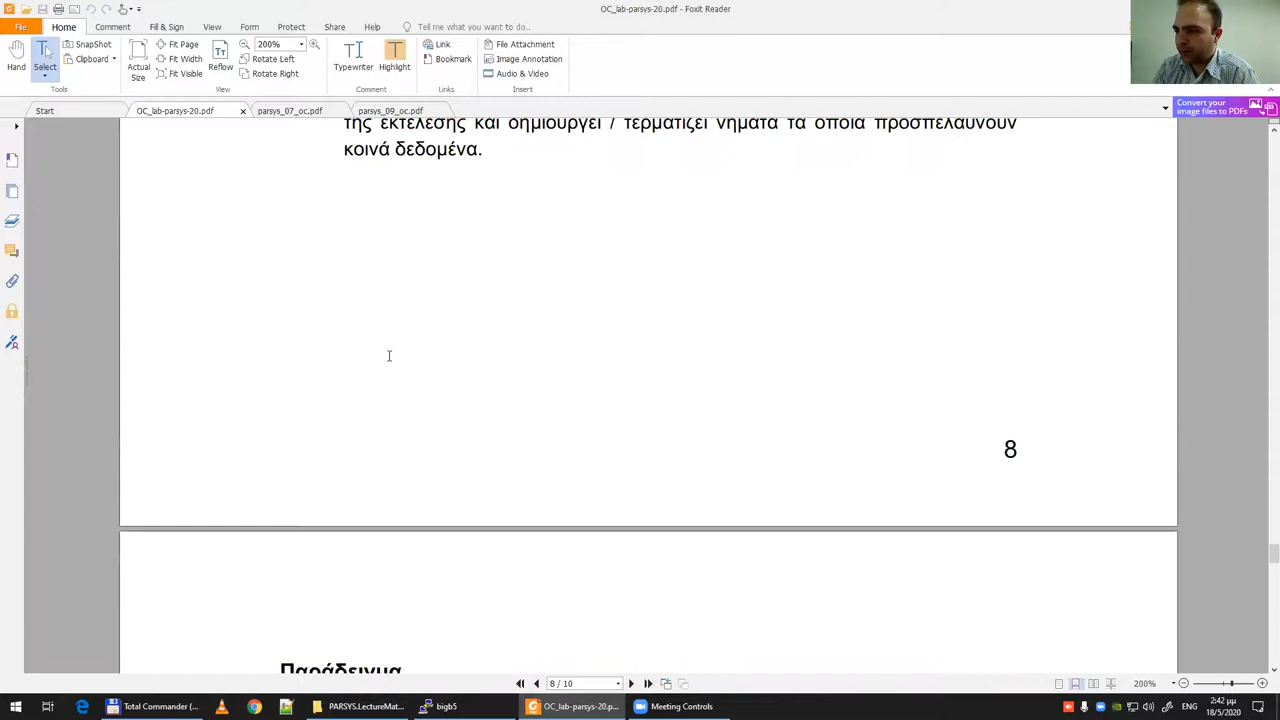 OC_lab-parsys-20.pdf - Foxit Reader
File
Home
Comment
Fill & Sign
View
Form
Protect
Share
Help
Tell me what you want to do...
Hand
Select
SnapShot
Clipboard
Tools
Actual
Size
Fit Page
Fit Width
Fit Visible
Reflow
200%
Rotate Left
Rotate Right
View
Typewriter
Highlight
Comment
Link
Bookmark
Links
File Attachment
Image Annotation
Audio & Video
Insert
Start
OC_lab-parsys-20.pdf
parsys_07_oc.pdf
parsys_09_oc.pdf
Convert your
image files to PDFs
της εκτέλεσης και δημιουργεί / τερματίζει νήματα τα οποία προσπελαύνουν
κοινά δεδομένα.
8
Παράδειγμα
8 / 10
200%
Total Commander (...
PARSYS.LectureMat...
bigb5
OC_lab-parsys-20.p...
Meeting Controls
2:42 μμ
18/5/2020